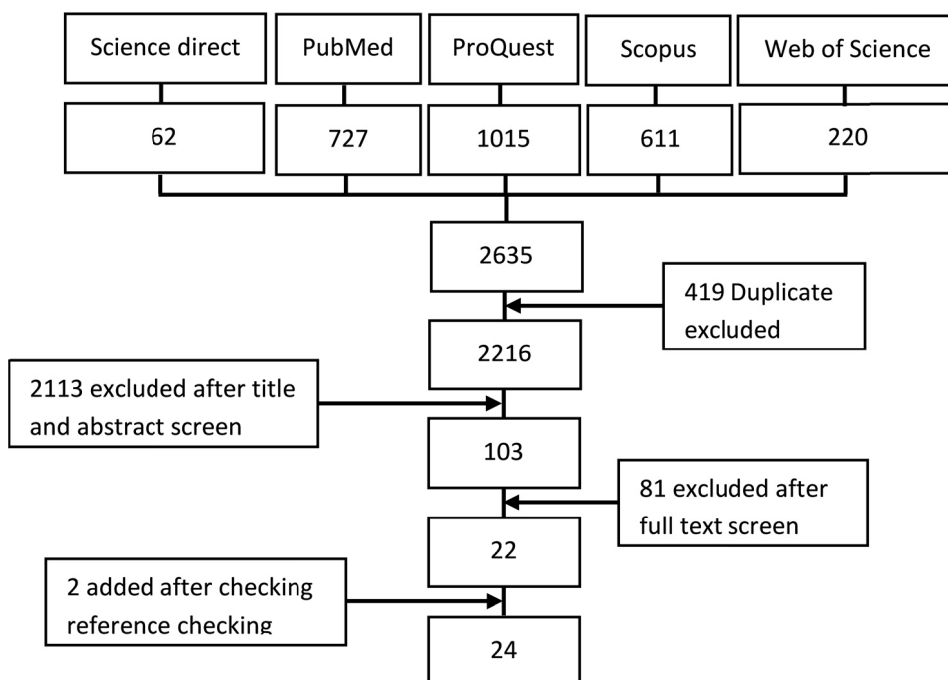 Science direct
PubMed
ProQuest
Scopus
Web of Science
62
727
1015
611
220
2635
419 Duplicate
excluded
2216
2113 excluded after title
and abstract screen
103
81 excluded after
full text screen
22
2 added after checking
reference checking
24